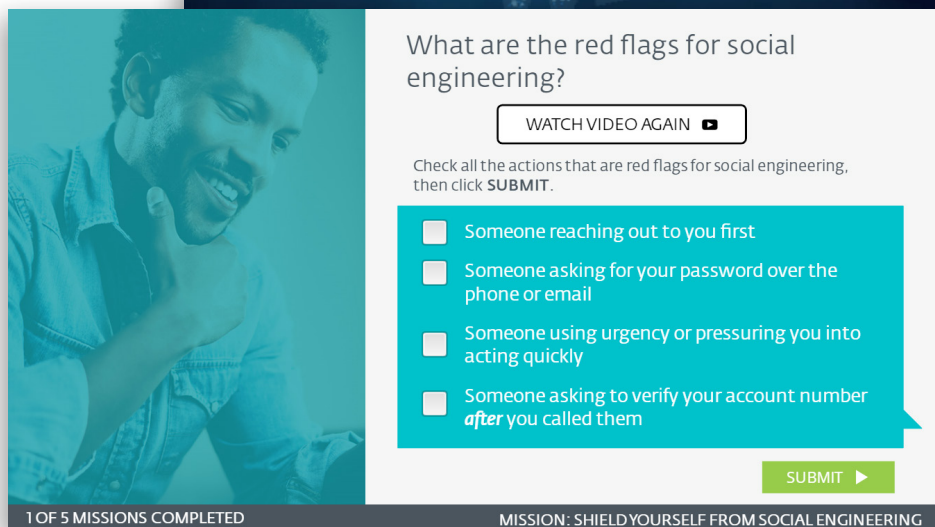 What are the red flags for social
engineering?
WATCH VIDEO AGAIN
Check all the actions that are red flags for social engineering,
then click SUBMIT.
Someone reaching out to you first
Someone asking for your password over the
phone or email
Someone using urgency or pressuring you into
acting quickly
Someone asking to verify your account number
after you called them
SUBMIT
1 OF 5 MISSIONS COMPLETED
MISSION: SHIELD YOURSELF FROM SOCIAL ENGINEERING